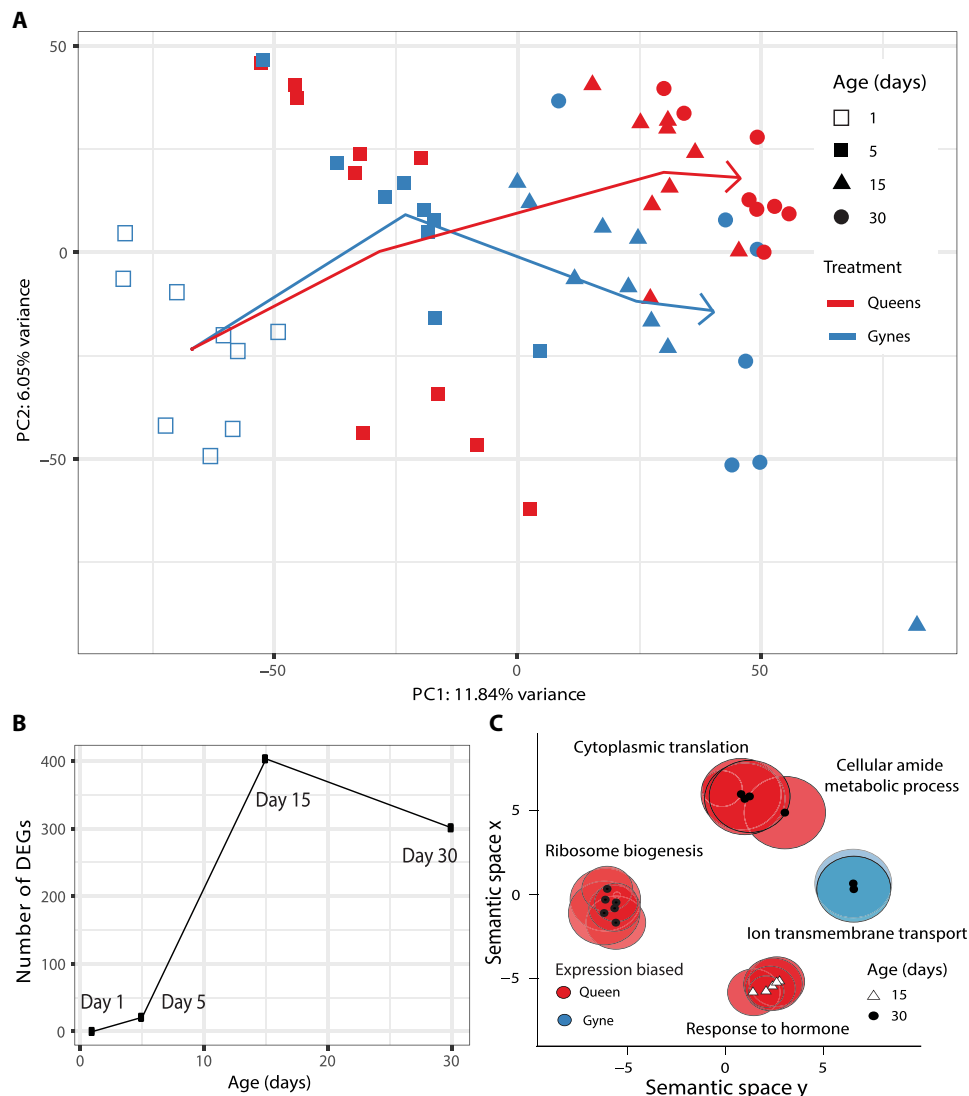 A
50
0
−50
PC2: 6.05% variance
−50
0
50
PC1: 11.84% variance
Age (days)
1
5
15
30
Treatment
Queens
Gynes
B
400
300
200
100
0
Number of DEGs
Day 1
Day 5
Day 15
Day 30
0
10
20
30
Age (days)
C
Cytoplasmic translation
Cellular amide
metabolic process
Ribosome biogenesis
Ion transmembrane transport
Response to hormone
5
0
−5
Semantic space x
Expression biased
Queen
Gyne
Age (days)
15
30
−5
0
5
Semantic space y